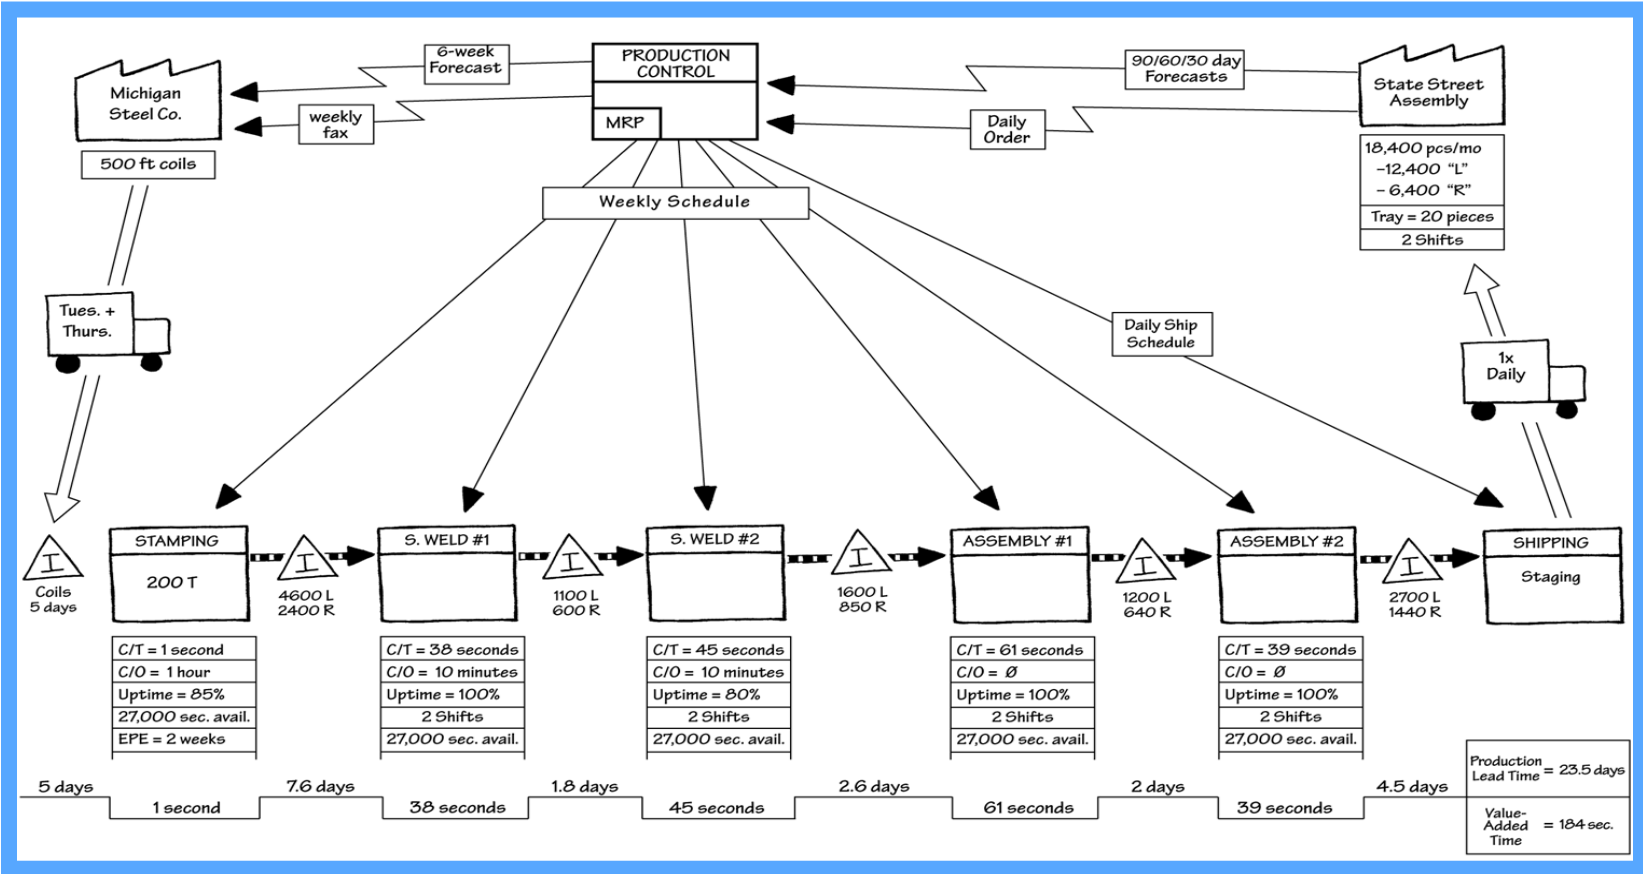 6-week
Forecast
PRODUCTION
CONTROL
90/60/30 day
Forecasts
Michigan
Steel Co.
State Street
Assembly
weekly
fax
MRP
Daily
Order
500 ft coils
18,400 pcs/mo
–12,400 “L”
– 6,400 “R”
Tray = 20 pieces
2 Shifts
Weekly Schedule
Tues. +
Thurs.
Daily Ship
Schedule
1x
Daily
I
Coils
5 days
STAMPING
200 T
I
4600 L
2400 R
S. WELD #1
I
1100 L
600 R
S. WELD #2
I
1600 L
850 R
ASSEMBLY #1
I
1200 L
640 R
ASSEMBLY #2
I
2700 L
1440 R
SHIPPING
Staging
C/T = 1 second
C/O = 1 hour
Uptime = 85%
27,000 sec. avail.
EPE = 2 weeks
C/T = 38 seconds
C/O = 10 minutes
Uptime = 100%
2 Shifts
27,000 sec. avail.
C/T = 45 seconds
C/O = 10 minutes
Uptime = 80%
2 Shifts
27,000 sec. avail.
C/T = 61 seconds
C/O = Ø
Uptime = 100%
2 Shifts
27,000 sec. avail.
C/T = 39 seconds
C/O = Ø
Uptime = 100%
2 Shifts
27,000 sec. avail.
5 days
1 second
7.6 days
38 seconds
1.8 days
45 seconds
2.6 days
61 seconds
2 days
39 seconds
4.5 days
Production
Lead Time = 23.5 days
Value-
Added = 184 sec.
Time